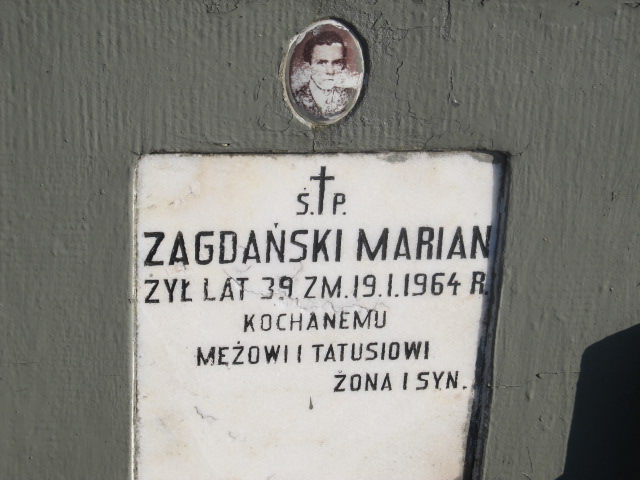 Ś. P.
ZAGDAŃSKI MARIAN
ŻYŁ LAT 39 ZM. 19.1.1964 R.
KOCHANEMU
MĘŻOWI I TATUSIOWI
ŻONA I SYN.